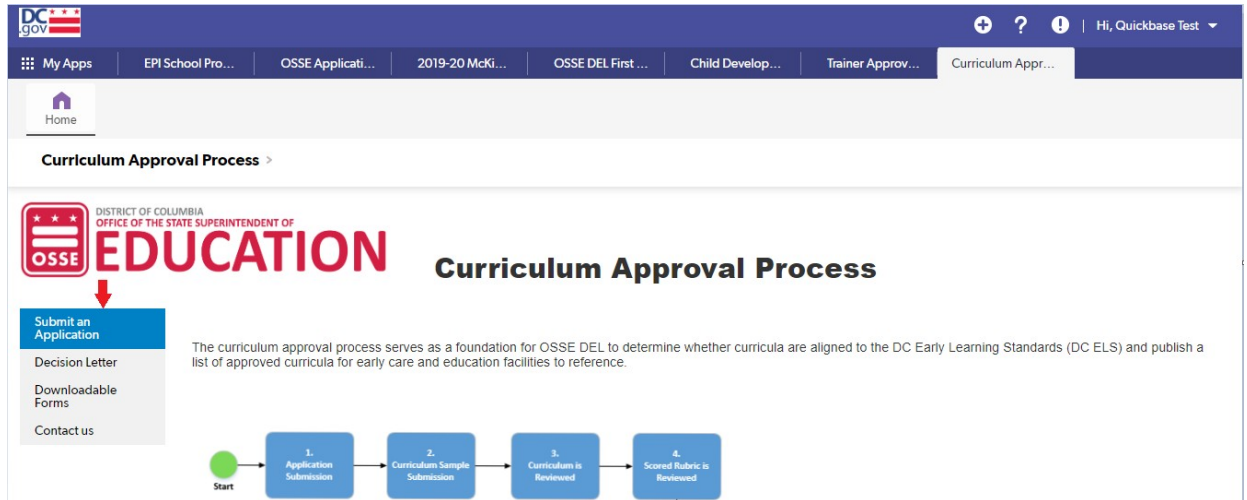 DC
.gov
Hi, Quickbase Test
My Apps
EPI School Pro...
OSSE Applicati...
2019-20 McKi...
OSSE DEL First ...
Child Develop...
Trainer Approv...
Curriculum Appr...
Home
Curriculum Approval Process >
DISTRICT OF COLUMBIA
OFFICE OF THE STATE SUPERINTENDENT OF
OSSE
EDUCATION
Curriculum Approval Process
Submit an
Application
Decision Letter
Downloadable
Forms
Contact us
The curriculum approval process serves as a foundation for OSSE DEL to determine whether curricula are aligned to the DC Early Learning Standards (DC ELS) and publish a
list of approved curricula for early care and education facilities to reference.
Start
1.
Application
Submission
2.
Curriculum Sample
Submission
3.
Curriculum is
Reviewed
4.
Scored Rubric is
Reviewed